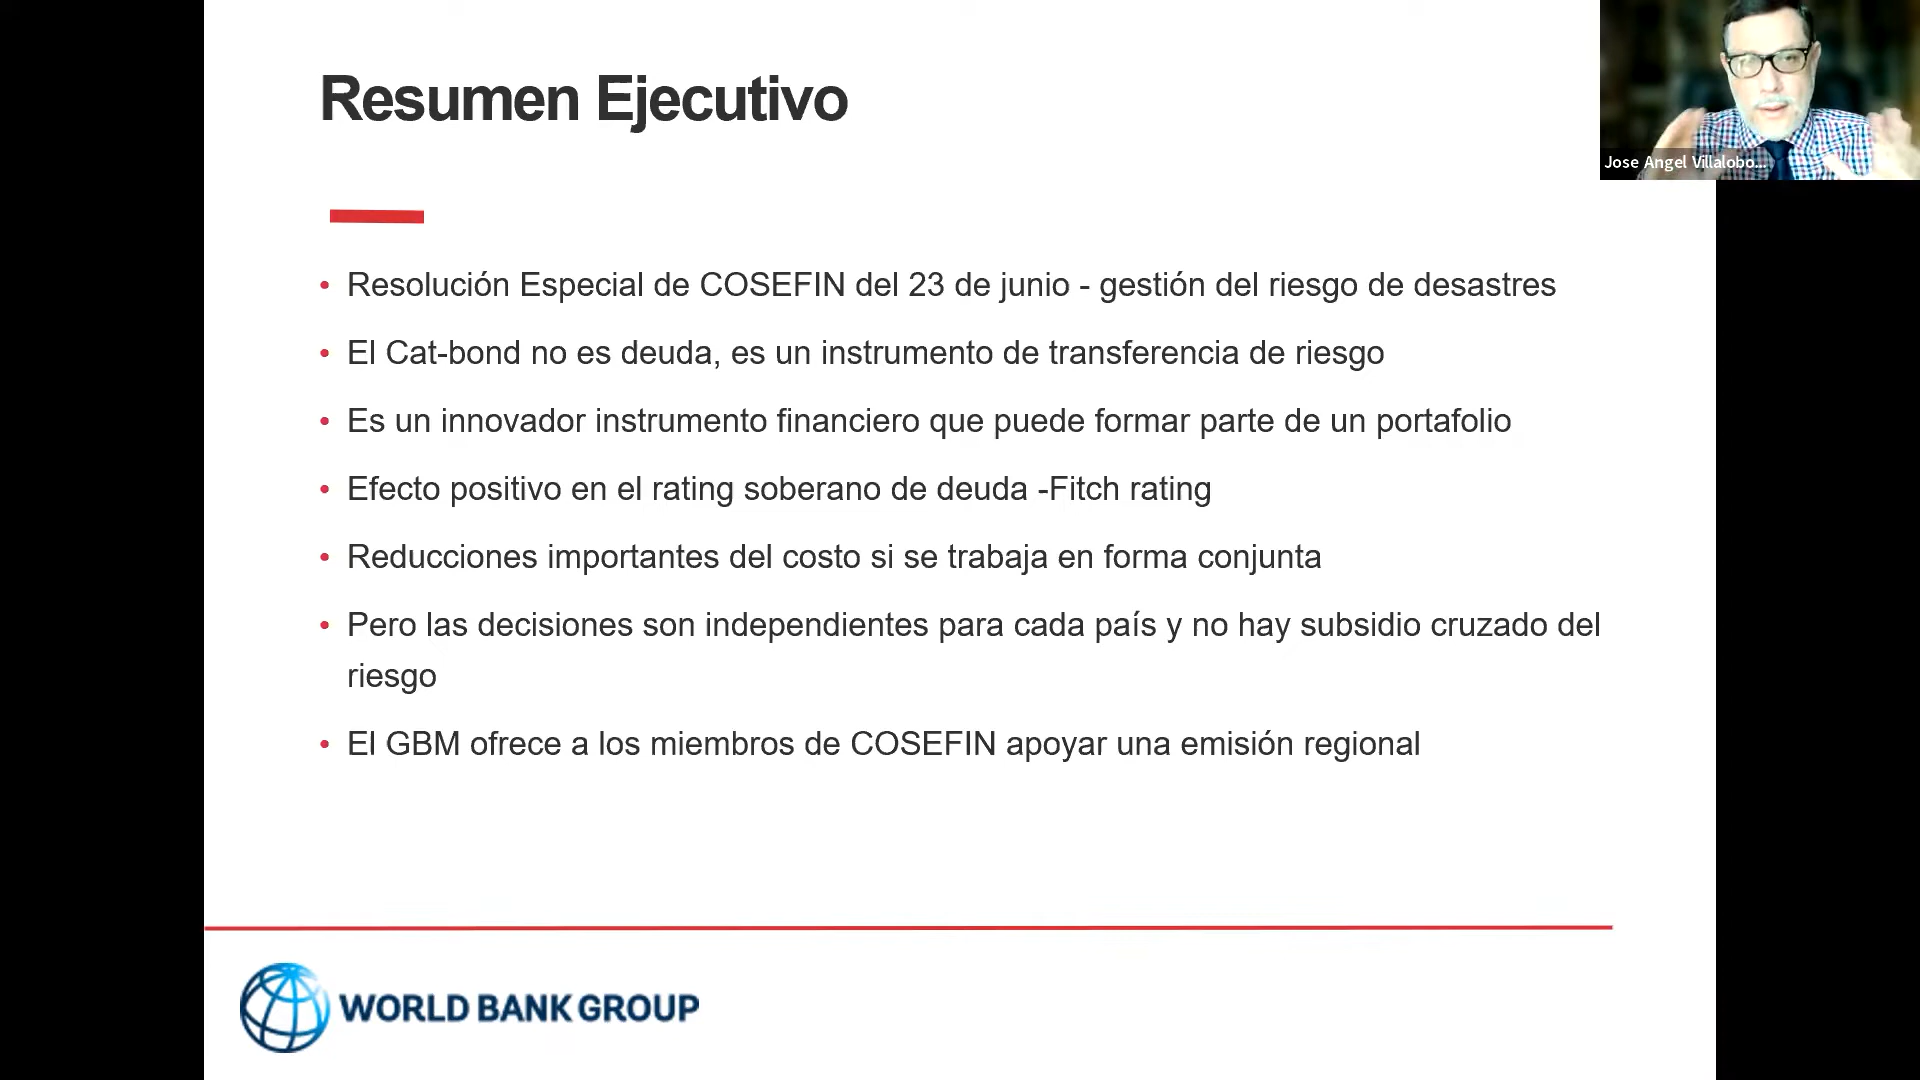 Resumen Ejecutivo
Jose Angel Villalobo...
• Resolución Especial de COSEFIN del 23 de junio - gestión del riesgo de desastres
• El Cat-bond no es deuda, es un instrumento de transferencia de riesgo
• Es un innovador instrumento financiero que puede formar parte de un portafolio
• Efecto positivo en el rating soberano de deuda -Fitch rating
• Reducciones importantes del costo si se trabaja en forma conjunta
• Pero las decisiones son independientes para cada país y no hay subsidio cruzado del
riesgo
• El GBM ofrece a los miembros de COSEFIN apoyar una emisión regional
WORLD BANK GROUP